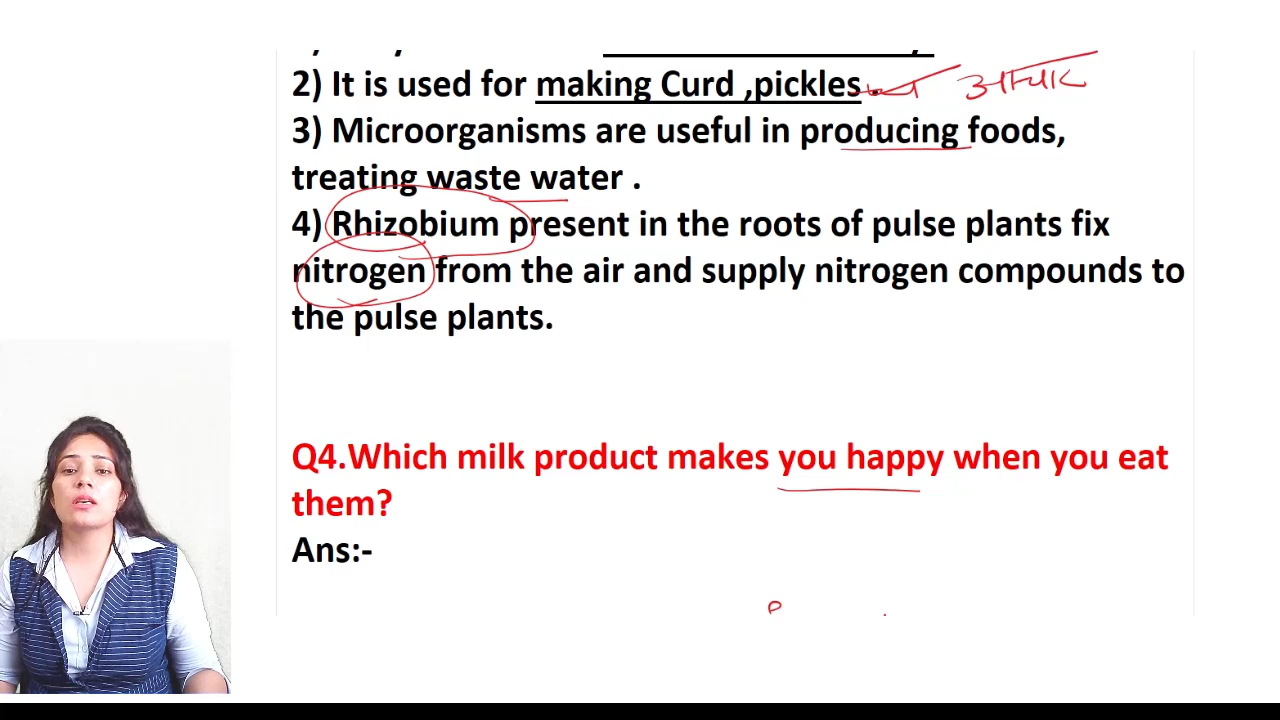 2) It is used for making Curd ,pickles .
3) Microorganisms are useful in producing foods,
treating waste water .
4) Rhizobium present in the roots of pulse plants fix
nitrogen from the air and supply nitrogen compounds to
the pulse plants.
Q4.Which milk product makes you happy when you eat
them?
Ans:-